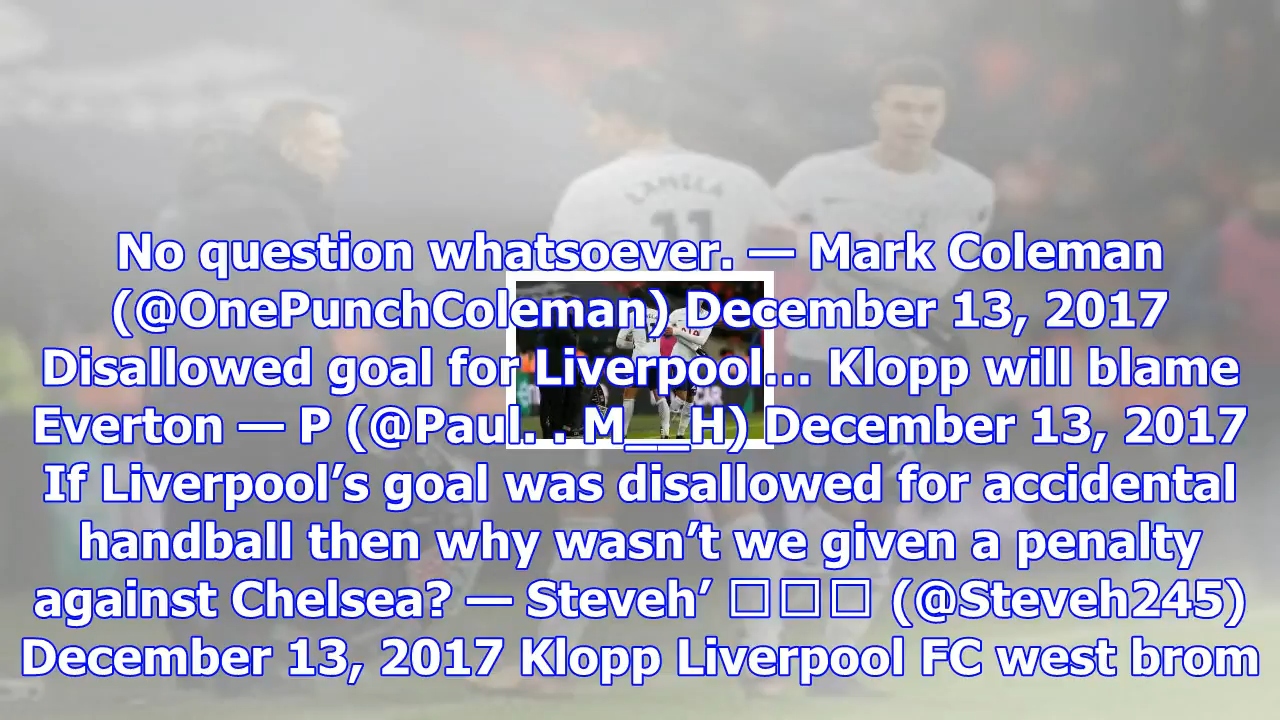 LAMELA
11
No question whatsoever. — Mark Coleman
(@OnePunchColeman) December 13, 2017
Disallowed goal for Liverpool... Klopp will blame
Everton — P (@Paul. . M__H) December 13, 2017
If Liverpool’s goal was disallowed for accidental
handball then why wasn’t we given a penalty
against Chelsea? — Steveh’ □□□ (@Steveh245)
December 13, 2017 Klopp Liverpool FC west brom